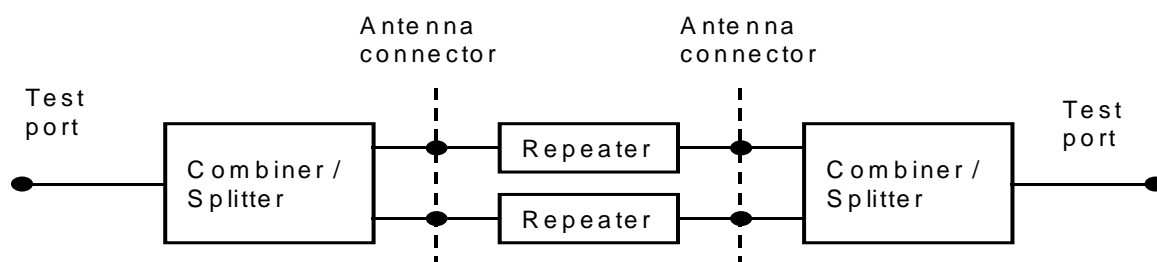 Antenna
connector
Antenna
connector
Test
port
Test
port
Combiner/
Splitter
Repeater
Repeater
Combiner/
Splitter